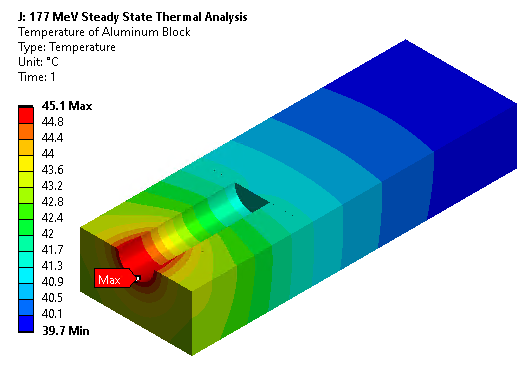 J: 177 MeV Steady State Thermal Analysis
Temperature of Aluminum Block
Type: Temperature
Unit: °C
Time: 1
45.1 Max
44.8
44.4
44
43.6
43.2
42.8
42.4
42
41.7
41.3
40.9
40.5
40.1
39.7 Min
Max